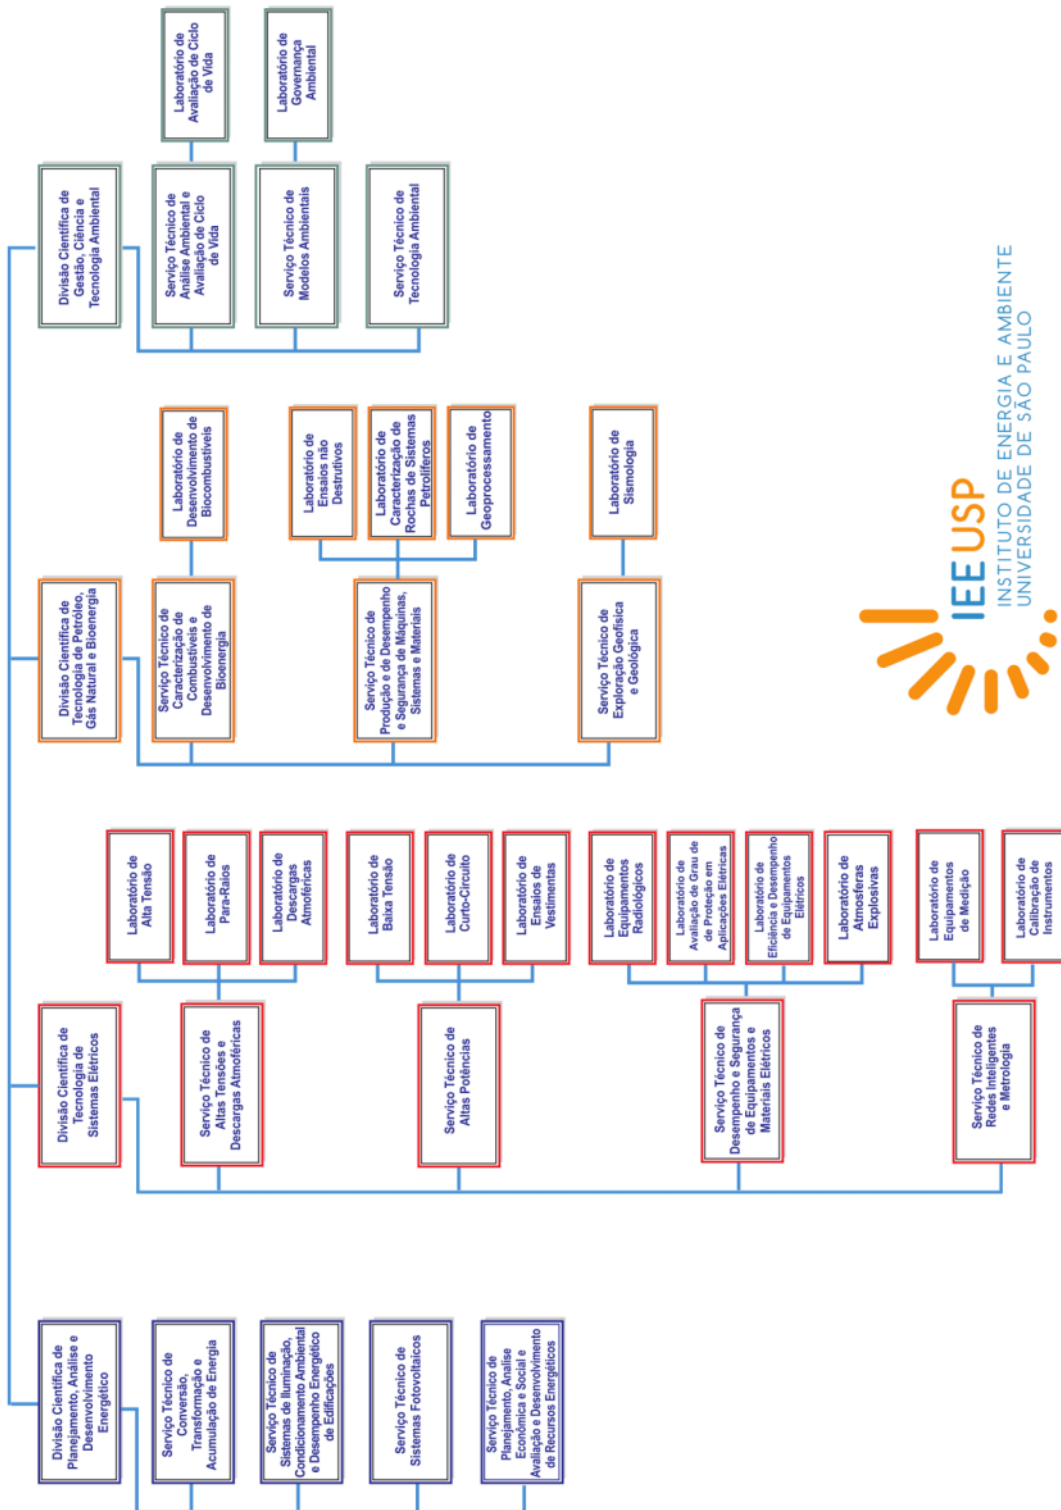 Divisão Científica de
Planejamento, Análise e
Desenvolvimento
Energético
Serviço Técnico de
Conversão,
Transformação e
Acumulação de Energia
Serviço Técnico de
Sistemas de Iluminação,
Condicionamento Ambiental
e Desempenho Energético
de Edificações
Serviço Técnico de
Sistemas Fotovoltaicos
Serviço Técnico de
Planejamento, Analise
Econômica e Social e
Avaliação e Desenvolvimento
de Recursos Energéticos
Divisão Científica de
Tecnologia de
Sistemas Elétricos
Serviço Técnico de
Altas Tensões e
Descargas Atmoféricas
Laboratório de
Alta Tensão
Laboratório de
Para-Raios
Laboratório de
Descargas
Atmoféricas
Serviço Técnico de
Altas Potências
Laboratório de
Baixa Tensão
Laboratório de
Curto-Circuito
Laboratório de
Ensaios de
Vestimentas
Serviço Técnico de
Desempenho e Segurança
de Equipamentos e
Materiais Elétricos
Laboratório de
Equipamentos
Radiológicos
Laboratório de
Avaliação de Grau de
de Proteção em
Aplicações Elétricas
Laboratório de
Eficiência e Desempenho
de Equipamentos
Elétricos
Laboratório de
Atmosferas
Explosivas
Serviço Técnico de
Redes Inteligentes
e Metrologia
Laboratório de
Equipamentos
de Medição
Laboratório de
Calibração de
Instrumentos
Divisão Científica de
Tecnologia de Petróleo,
Gás Natural e Bioenergia
Serviço Técnico de
Caracterização de
Combustíveis e
Desenvolvimento de
Bioenergia
Laboratório de
Desenvolvimento de
Biocombustíveis
Serviço Técnico de
Produção e de Desempenho
e Segurança de Máquinas,
Sistemas e Materiais
Laboratório de
Ensaios não
Destrutivos
Laboratório de
Caracterização de
Rochas de Sistemas
Petrolíferos
Laboratório de
Geoprocessamento
Serviço Técnico de
Exploração Geofísica
e Geológica
Laboratório de
Sismologia
Divisão Científica de
Gestão, Ciência e
Tecnologia Ambiental
Serviço Técnico de
Análise Ambiental e
Avaliação de Ciclo
de Vida
Laboratório de
Avaliação de Ciclo
de Vida
Serviço Técnico de
Modelos Ambientais
Laboratório de
Governança
Ambiental
Serviço Técnico de
Tecnologia Ambiental
IEE USP
INSTITUTO DE ENERGIA E AMBIENTE
UNIVERSIDADE DE SÃO PAULO